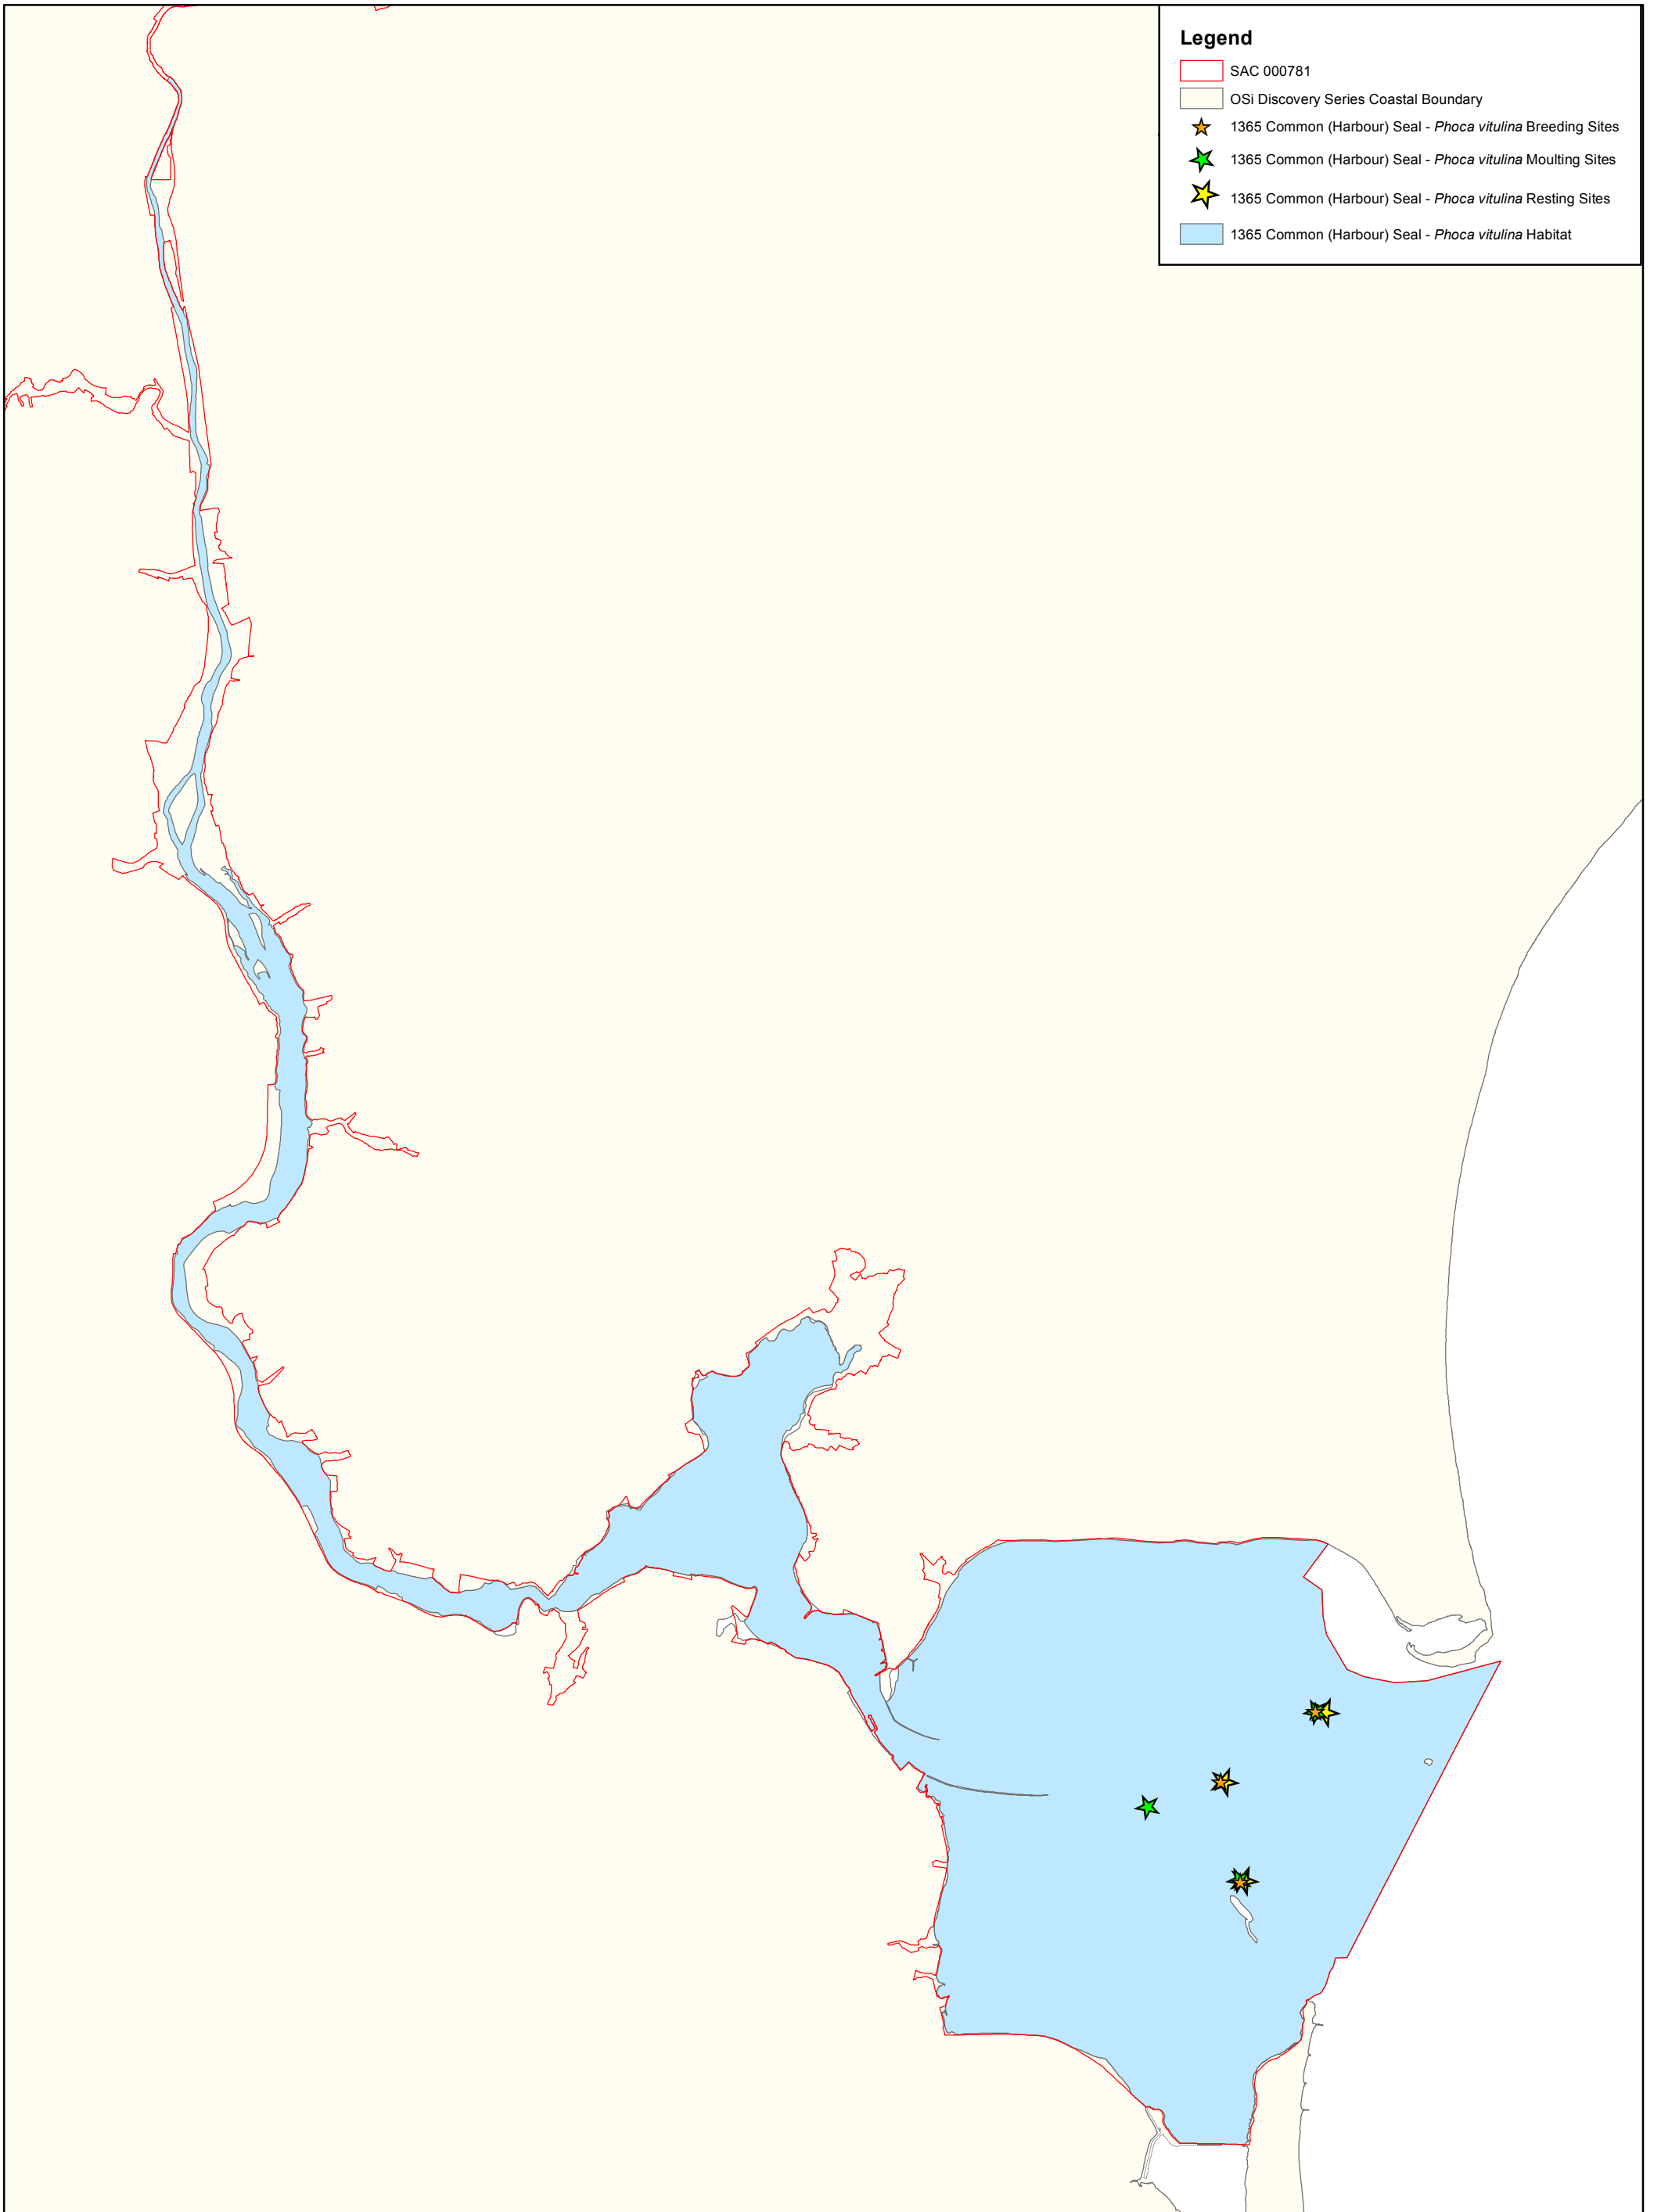 Legend
SAC 000781
OSi Discovery Series Coastal Boundary
1365 Common (Harbour) Seal - Phoca vitulina Breeding Sites
1365 Common (Harbour) Seal - Phoca vitulina Moulting Sites
1365 Common (Harbour) Seal - Phoca vitulina Resting Sites
1365 Common (Harbour) Seal - Phoca vitulina Habitat